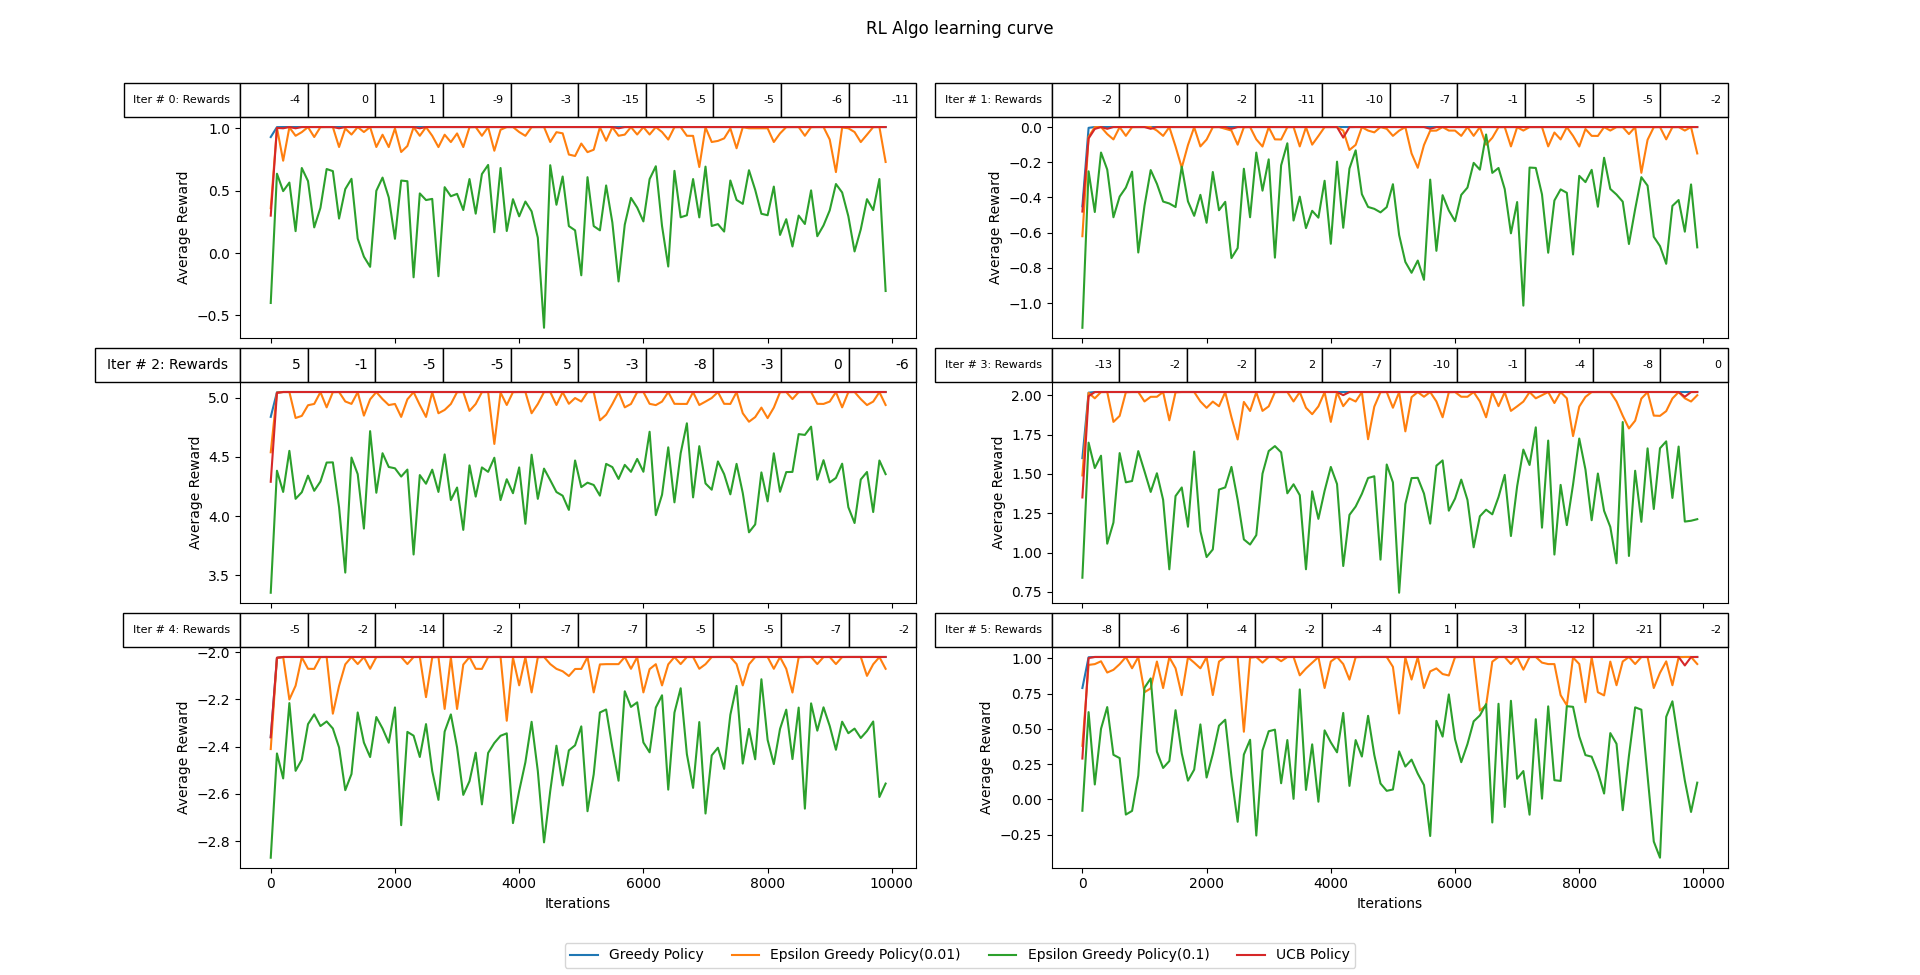 RL Algo learning curve
Iter # 0: Rewards -4 0 1 -9 -3 -15 -5 -5 -6 -11
1.0
0.5
0.0
−0.5
Average Reward
Iter # 1: Rewards -2 0 -2 -11 -10 -7 -1 -5 -5 -2
0.0
−0.2
−0.4
−0.6
−0.8
−1.0
Average Reward
Iter # 2: Rewards 5 -1 -5 -5 5 -3 -8 -3 0 -6
5.0
4.5
4.0
3.5
Average Reward
Iter # 3: Rewards -13 -2 -2 2 -7 -10 -1 -4 -8 0
2.00
1.75
1.50
1.25
1.00
0.75
Average Reward
Iter # 4: Rewards -5 -2 -14 -2 -7 -7 -5 -5 -7 -2
−2.0
−2.2
−2.4
−2.6
−2.8
Average Reward
0 2000 4000 6000 8000 10000
Iterations
Iter # 5: Rewards -8 -6 -4 -2 -4 1 -3 -12 -21 -2
1.00
0.75
0.50
0.25
0.00
−0.25
Average Reward
0 2000 4000 6000 8000 10000
Iterations
Greedy Policy Epsilon Greedy Policy(0.01) Epsilon Greedy Policy(0.1) UCB Policy